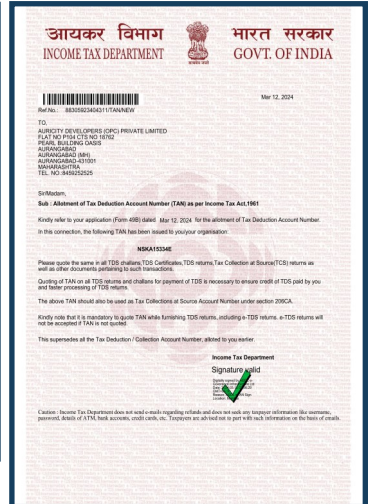 आयकर विभाग
INCOME TAX DEPARTMENT
सत्यमेव जयते
भारत सरकार
GOVT. OF INDIA
Mar 12, 2024
Ref.No.: 88305923404311/TAN/NEW
TO,
AURICITY DEVELOPERS (OPC) PRIVATE LIMITED
FLAT NO P104 CTS NO 18762
PEARL BUILDING OASIS
AURANGABAD
AURANGABAD (MH)
AURANGABAD-431001
MAHARASHTRA
TEL. NO.:8459252525
Sir/Madam,
Sub : Allotment of Tax Deduction Account Number (TAN) as per Income Tax Act,1961
Kindly refer to your application (Form 49B) dated Mar 12, 2024 for the allotment of Tax Deduction Account Number.
In this connection, the following TAN has been issued to you/your organisation:
NSKA15334E
Please quote the same in all TDS challans,TDS Certificates,TDS returns,Tax Collection at Source(TCS) returns as
well as other documents pertaining to such transactions.
Quoting of TAN on all TDS returns and challans for payment of TDS is necessary to ensure credit of TDS paid by you
and faster processing of TDS returns.
The above TAN should also be used as Tax Collections at Source Account Number under section 206CA.
Kindly note that it is mandatory to quote TAN while furnishing TDS returns, including e-TDS returns. e-TDS returns will
not be accepted if TAN is not quoted.
This supersedes all the Tax Deduction / Collection Account Number, alloted to you earlier.
Income Tax Department
Signature valid
Caution : Income Tax Department does not send e-mails regarding refunds and does not seek any taxpayer information like username,
password, details of ATM, bank accounts, credit cards, etc. Taxpayers are advised not to part with such information on the basis of emails.